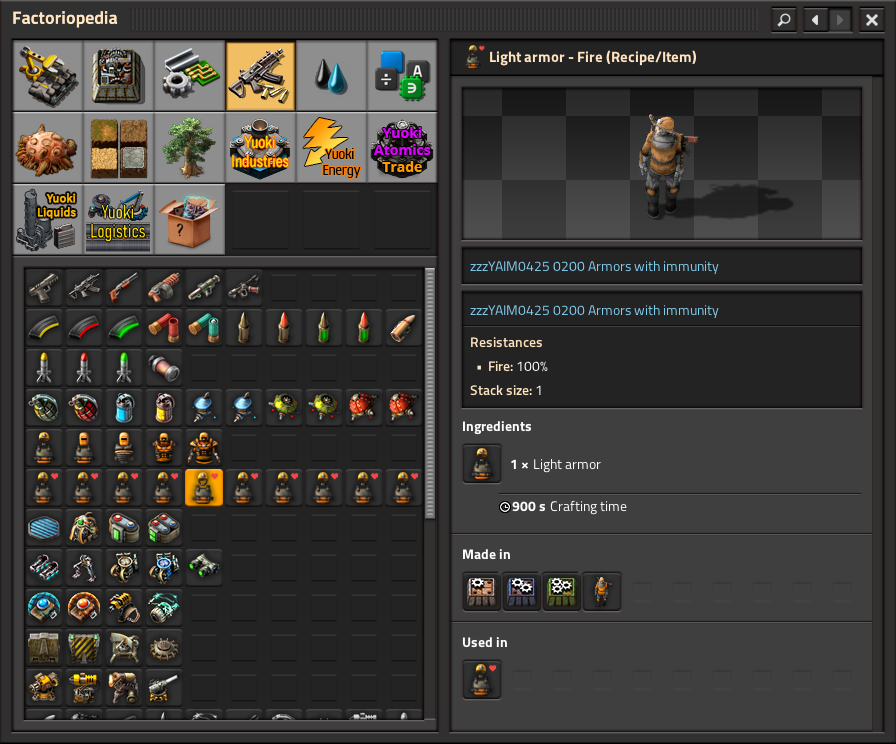 Factoriopedia
Light armor - Fire (Recipe/Item)
A
Yuoki
Industries
Yuoki
Energy
Yuoki
Atomics
Trade
Yuoki
Liquids
Yuoki
Logistics
?
zzzYAIM0425 0200 Armors with immunity
zzzYAIM0425 0200 Armors with immunity
Resistances
• Fire: 100%
Stack size: 1
Ingredients
1 × Light armor
900 s Crafting time
Made in
Used in